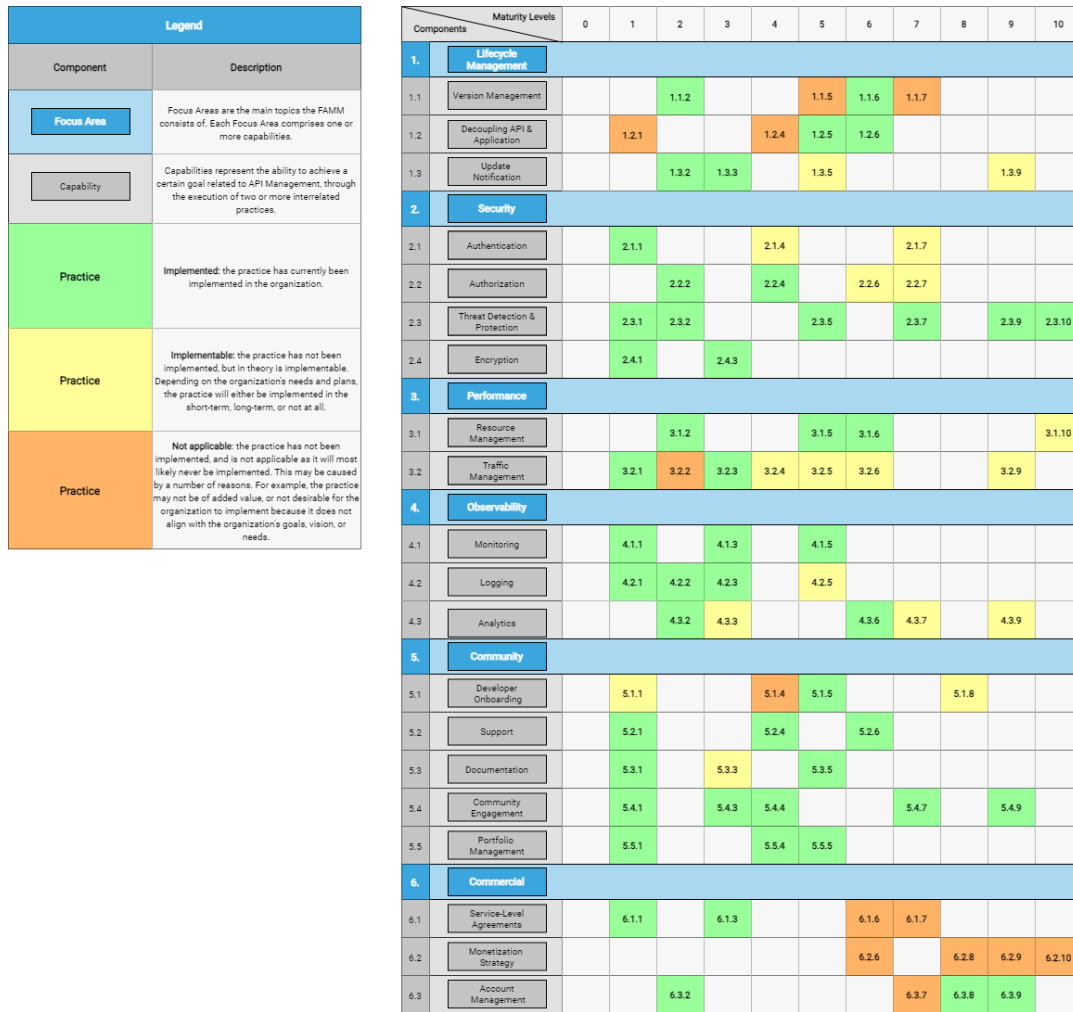 Legend
Component Description
Focus Area
Focus Areas are the main topics the FAMM
consists of. Each Focus Area comprises one or
more capabilities.
Capability
Capabilities represent the ability to achieve a
certain goal related to API Management, through
the execution of two or more interrelated
practices.
Practice
Implemented: the practice has currently been
implemented in the organization.
Practice
Implementable: the practice has not been
implemented, but in theory is implementable.
Depending on the organization's needs and plans,
the practice will either be implemented in the
short-term, long-term, or not at all.
Practice
Not applicable: the practice has not been
implemented, and is not applicable as it will most
likely never be implemented. This may be caused
by a number of reasons. For example, the practice
may not be of added value, or not desirable for the
organization to implement because it does not
align with the organization's goals, vision, or
needs.
Maturity Levels
Components
0 1 2 3 4 5 6 7 8 9 10
1. Lifecycle
Management
1.1 Version Management 1.1.2 1.1.5 1.1.6 1.1.7
1.2 Decoupling API &
Application
1.2.1 1.2.4 1.2.5 1.2.6
1.3 Update
Notification
1.3.2 1.3.3 1.3.5 1.3.9
2. Security
2.1 Authentication 2.1.1 2.1.4 2.1.7
2.2 Authorization 2.2.2 2.2.4 2.2.6 2.2.7
2.3 Threat Detection &
Protection
2.3.1 2.3.2 2.3.5 2.3.7 2.3.9 2.3.10
2.4 Encryption 2.4.1 2.4.3
3. Performance
3.1 Resource
Management
3.1.2 3.1.5 3.1.6 3.1.10
3.2 Traffic
Management
3.2.1 3.2.2 3.2.3 3.2.4 3.2.5 3.2.6 3.2.9
4. Observability
4.1 Monitoring 4.1.1 4.1.3 4.1.5
4.2 Logging 4.2.1 4.2.2 4.2.3 4.2.5
4.3 Analytics 4.3.2 4.3.3 4.3.6 4.3.7 4.3.9
5. Community
5.1 Developer
Onboarding
5.1.1 5.1.4 5.1.5 5.1.8
5.2 Support 5.2.1 5.2.4 5.2.6
5.3 Documentation 5.3.1 5.3.3 5.3.5
5.4 Community
Engagement
5.4.1 5.4.3 5.4.4 5.4.7 5.4.9
5.5 Portfolio
Management
5.5.1 5.5.4 5.5.5
6. Commercial
6.1 Service-Level
Agreements
6.1.1 6.1.3 6.1.6 6.1.7
6.2 Monetization
Strategy
6.2.6 6.2.8 6.2.9 6.2.10
6.3 Account
Management
6.3.2 6.3.7 6.3.8 6.3.9